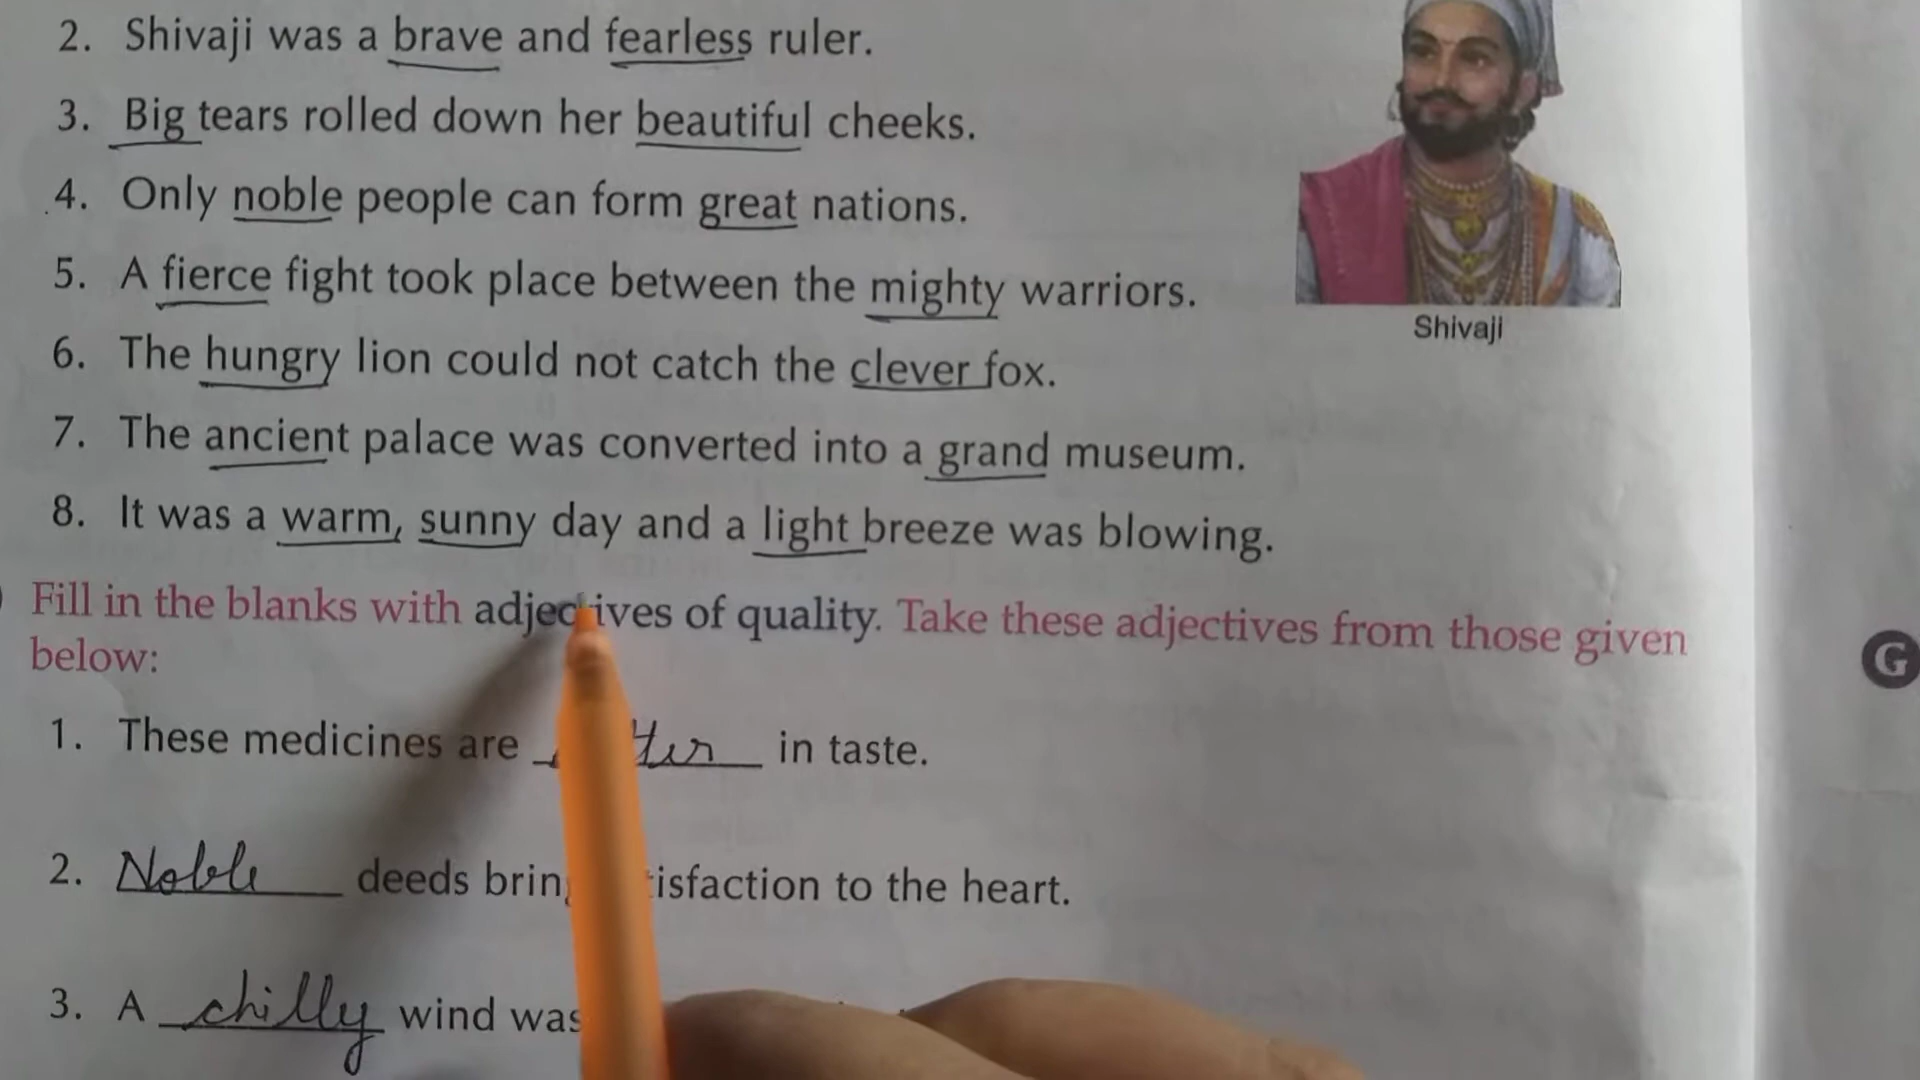 2. Shivaji was a brave and fearless ruler.
3. Big tears rolled down her beautiful cheeks.
4. Only noble people can form great nations.
5. A fierce fight took place between the mighty warriors.
Shivaji
6. The hungry lion could not catch the clever fox.
7. The ancient palace was converted into a grand museum.
8. It was a warm, sunny day and a light breeze was blowing.
Fill in the blanks with adjectives of quality. Take these adjectives from those given
below:
G
1. These medicines are in taste.
2. Noble deeds to the heart.
3. A chilly wind was